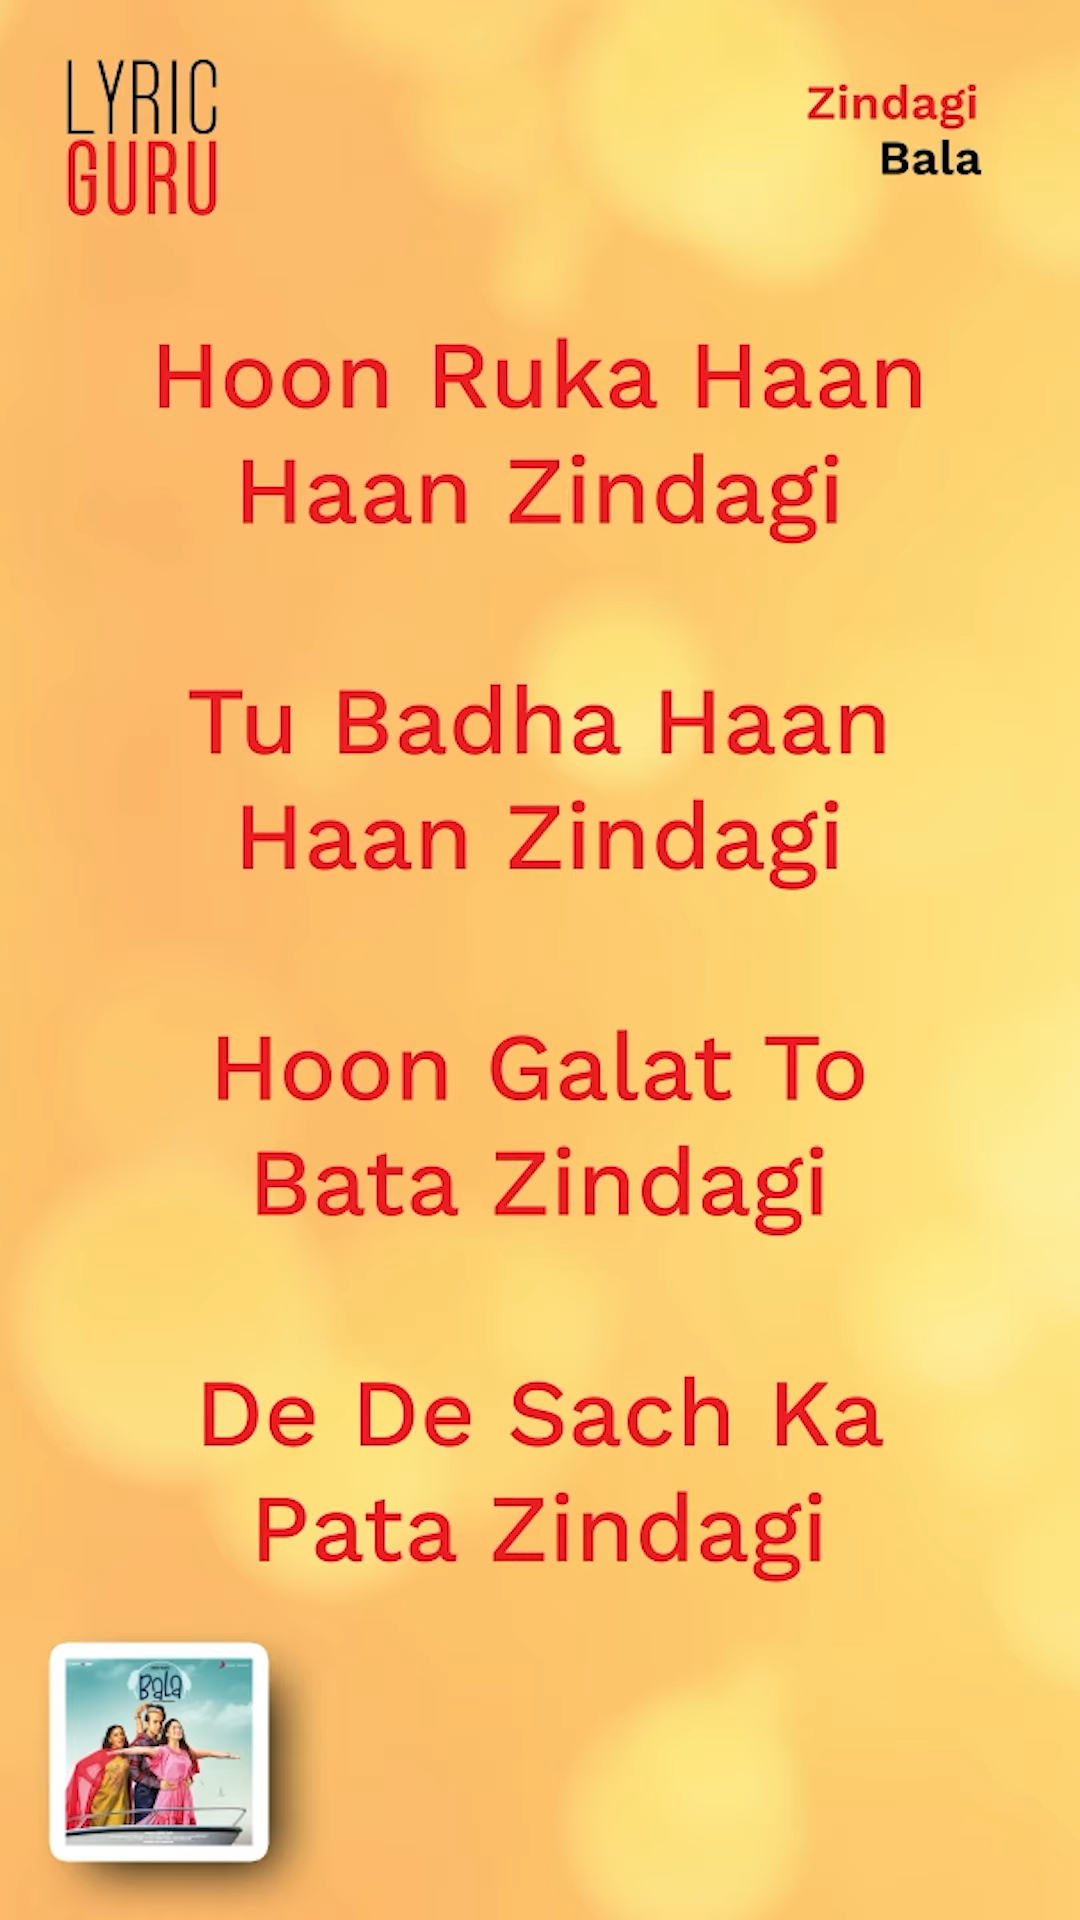 LYRIC
GURU
Zindagi
Bala
Hoon Ruka Haan
Haan Zindagi
Tu Badha Haan
Haan Zindagi
Hoon Galat To
Bata Zindagi
De De Sach Ka
Pata Zindagi
Bala